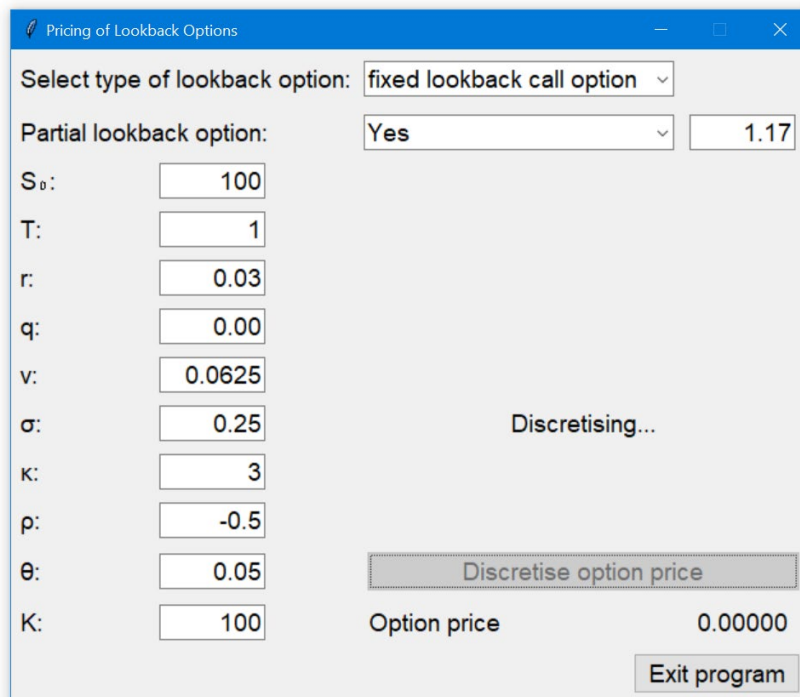 Pricing of Lookback Options
Select type of lookback option: fixed lookback call option
Partial lookback option: Yes 1.17
S₀: 100
T: 1
r: 0.03
q: 0.00
v: 0.0625
σ: 0.25 Discretising...
κ: 3
ρ: -0.5
θ: 0.05 Discretise option price
K: 100 Option price 0.00000
Exit program